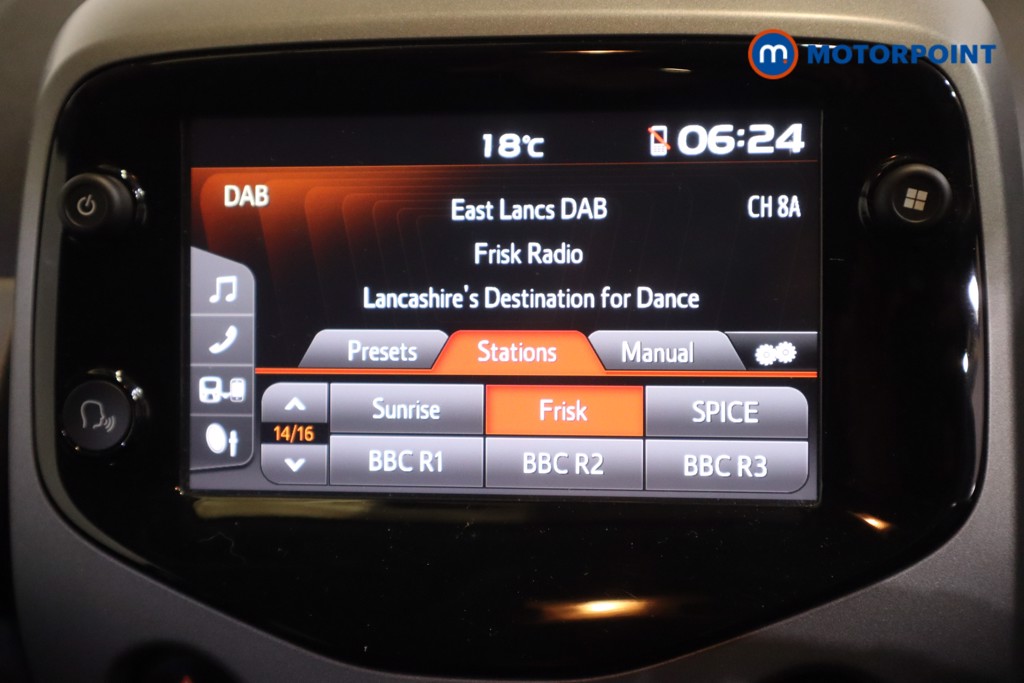 m MOTORPOINT
18°C 06:24
DAB East Lancs DAB CH 8A
Frisk Radio
Lancashire's Destination for Dance
Presets Stations Manual
Sunrise Frisk SPICE
14/16
BBC R1 BBC R2 BBC R3